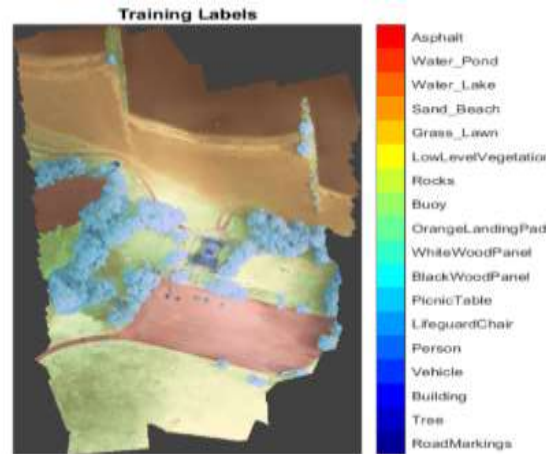 Training Labels
Asphalt
Water_Pond
Water_Lake
Sand_Beach
Grass_Lawn
LowLevelVegetation
Rocks
Buoy
OrangeLandingPad
WhiteWoodPanel
BlackWoodPanel
PicnicTable
LifeguardChair
Person
Vehicle
Building
Tree
RoadMarkings